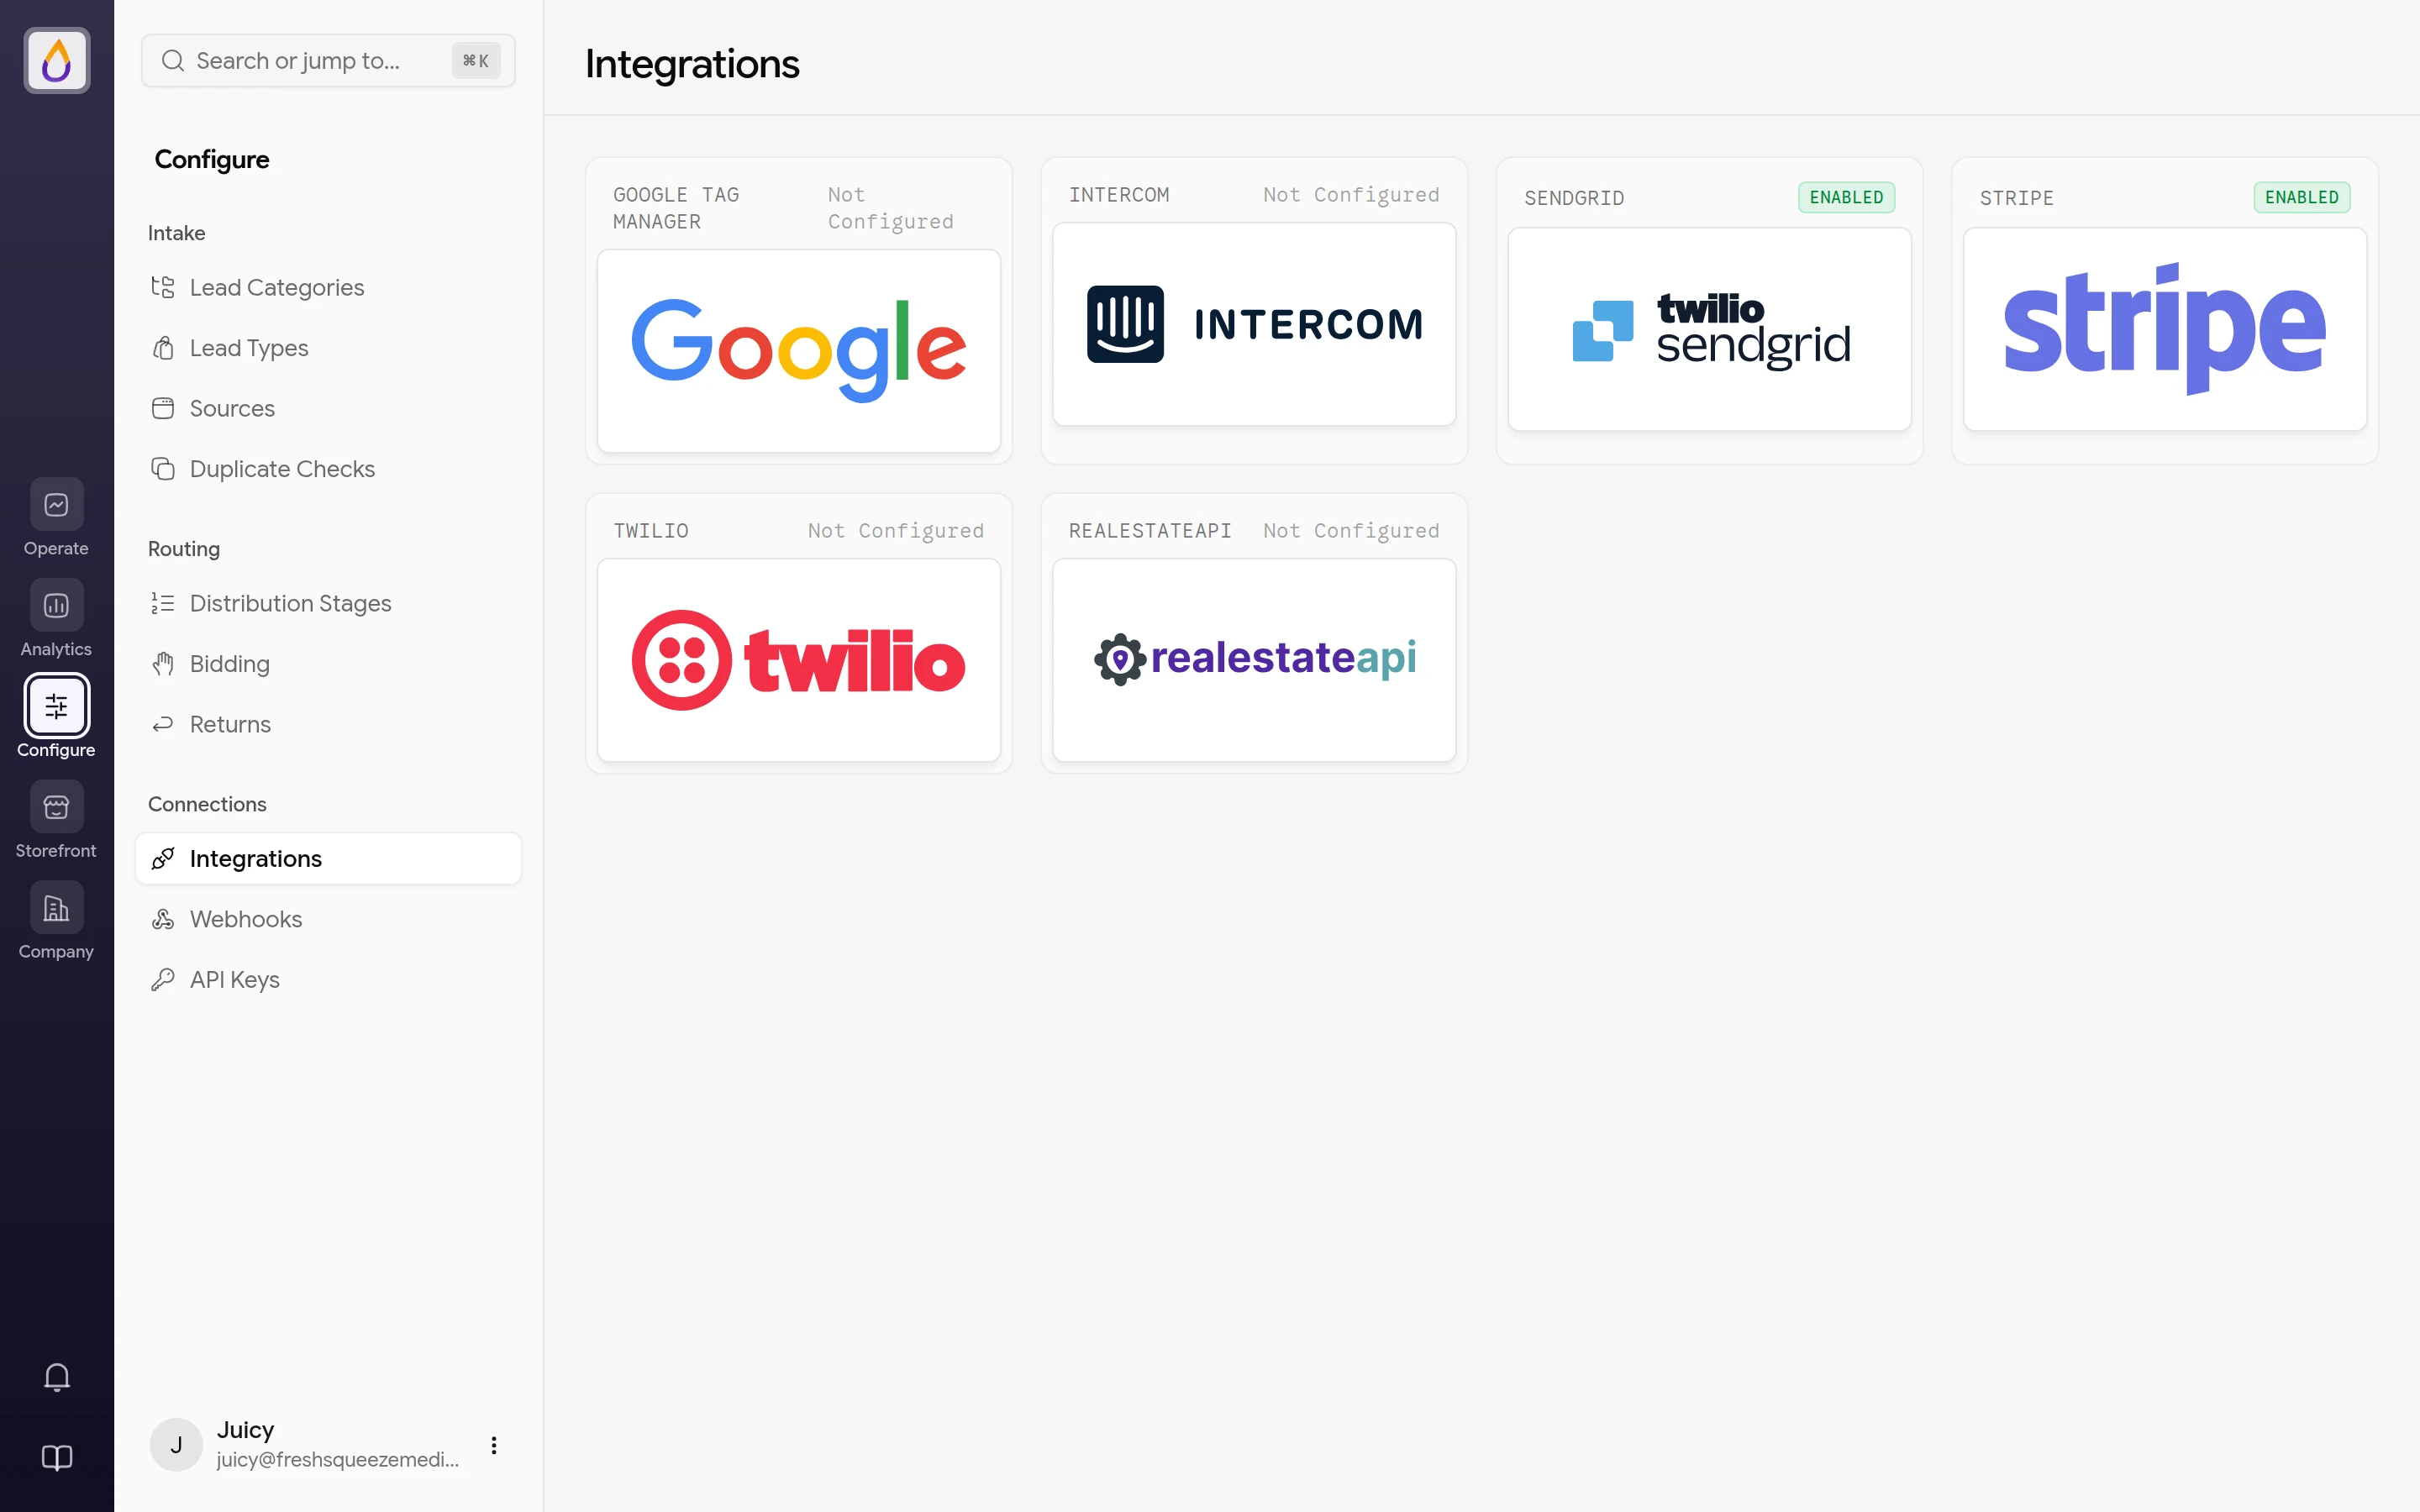 Search or jump to...
⌘K
Configure
Intake
Lead Categories
Lead Types
Sources
Duplicate Checks
Routing
Distribution Stages
Bidding
Returns
Connections
Integrations
Webhooks
API Keys
Operate
Analytics
Configure
Storefront
Company
J
Juicy
juicy@freshsqueezemedi...
Integrations
GOOGLE TAG
MANAGER
Not
Configured
Google
INTERCOM
Not Configured
INTERCOM
SENDGRID
ENABLED
twilio
sendgrid
STRIPE
ENABLED
stripe
TWILIO
Not Configured
twilio
REALESTATEAPI
Not Configured
realestateapi